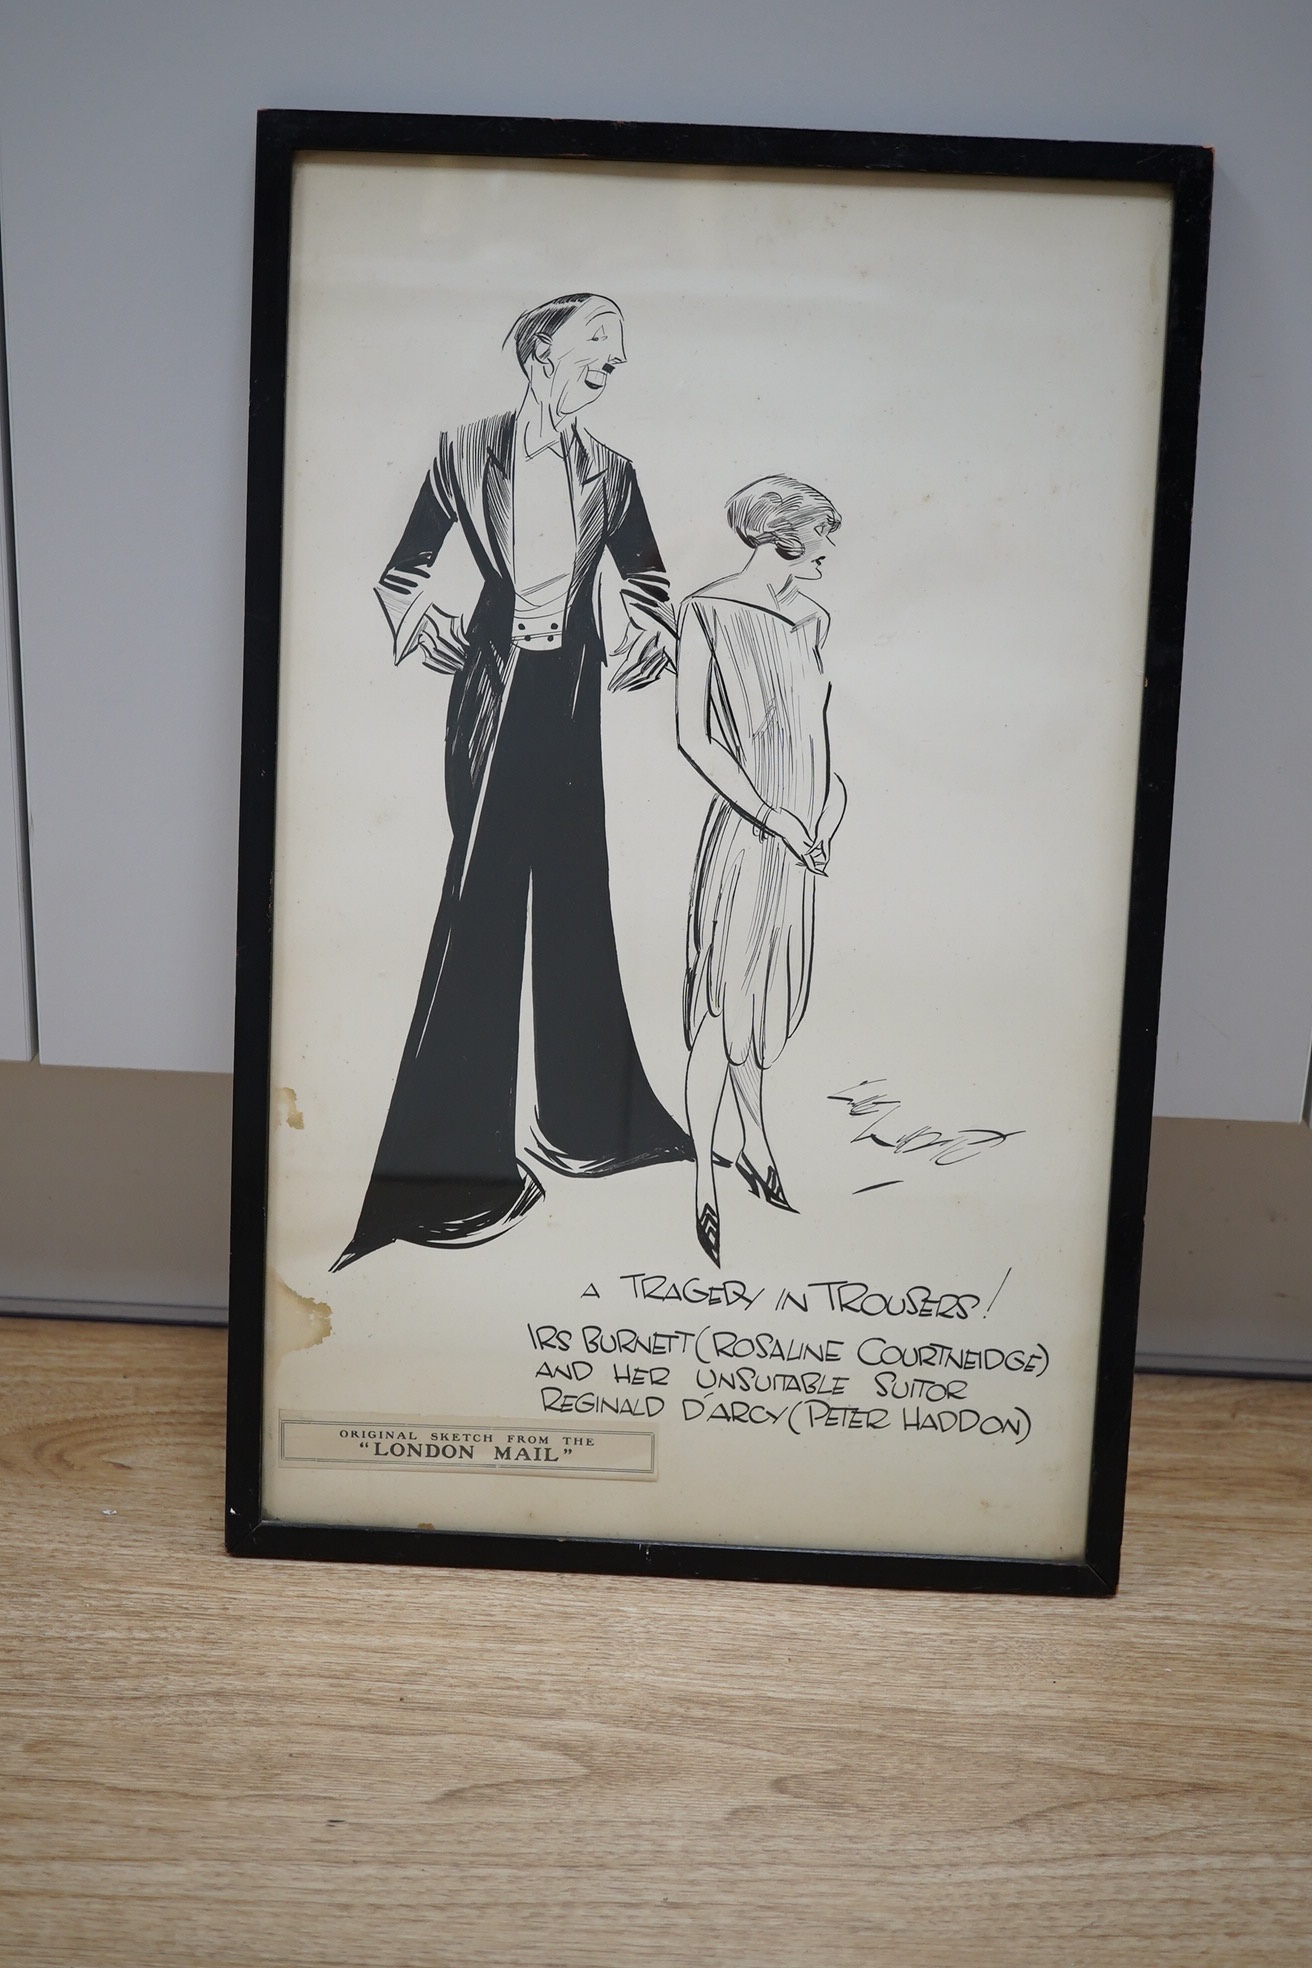 A TRAGEDY IN TROUSERS!
IRS BURNETT (ROSALINE COURTNEIDGE)
AND HER UNSUITABLE SUITOR
REGINALD D'ARCY (PETER HADDON)
ORIGINAL SKETCH FROM THE
"LONDON MAIL"